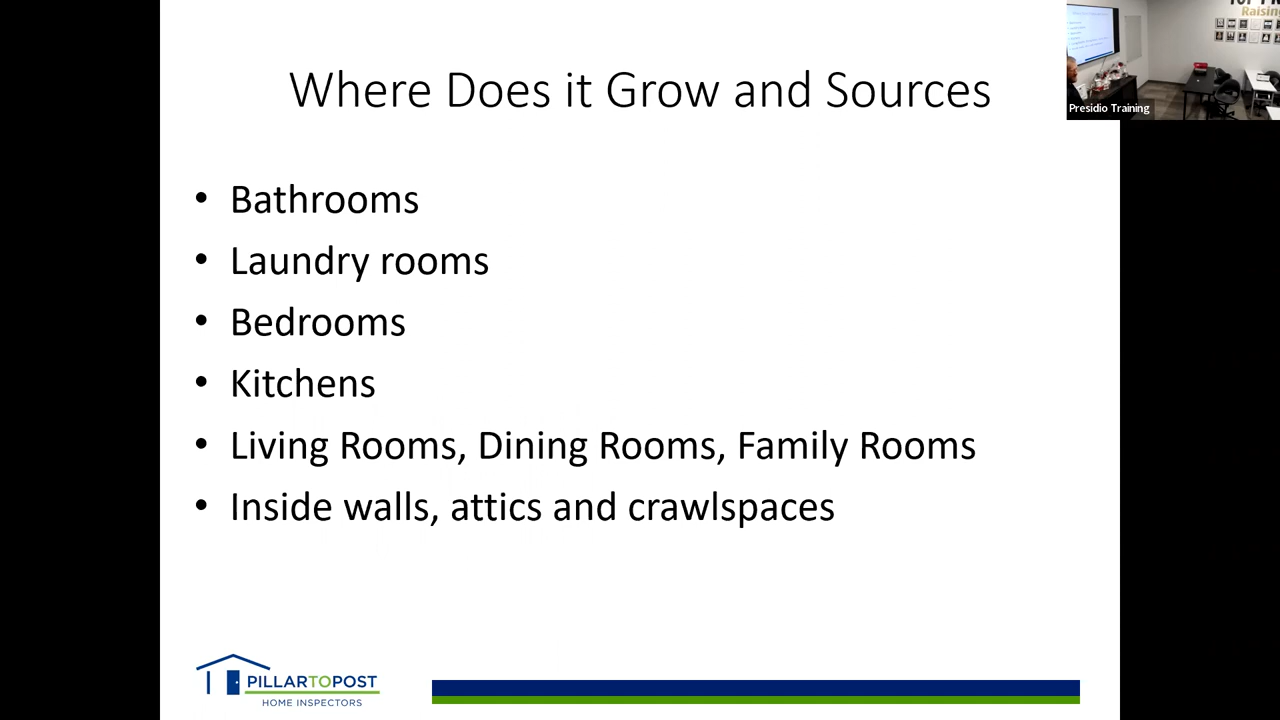 Where Does it Grow and Sources
• Bathrooms
• Laundry rooms
• Bedrooms
• Kitchens
• Living Rooms, Dining Rooms, Family Rooms
• Inside walls, attics and crawlspaces
PILLARTOPOST
HOME INSPECTORS
Raising
Presidio Training